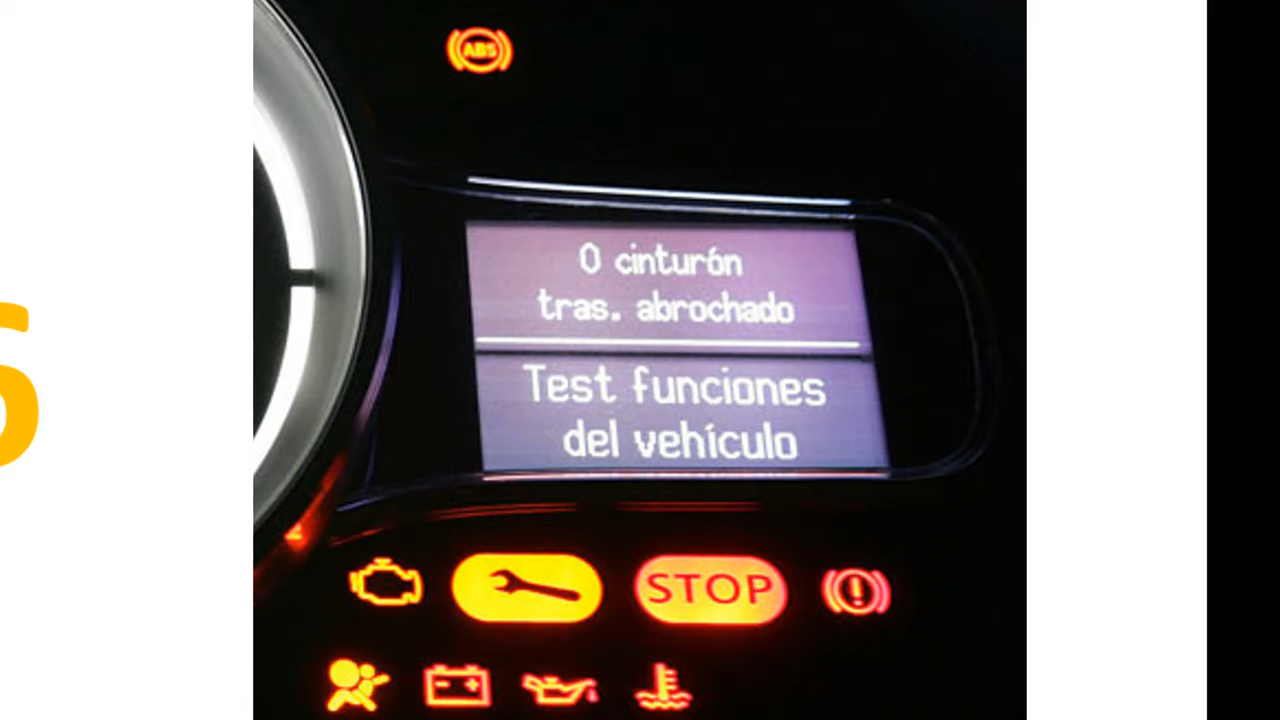 ABS
0 cinturón
tras. abrochado
Test funciones
del vehículo
STOP